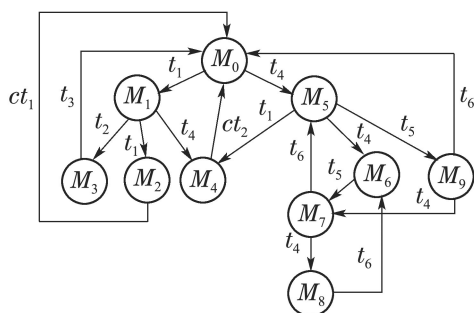 M₀
t₁
t₄
ct₁
t₃
M₁
M₅
t₆
t₂
t₁
t₄
ct₂
t₁
t₄
t₅
M₃
M₂
M₄
t₆
t₅
M₆
M₉
t₄
M₇
t₄
t₆
M₈